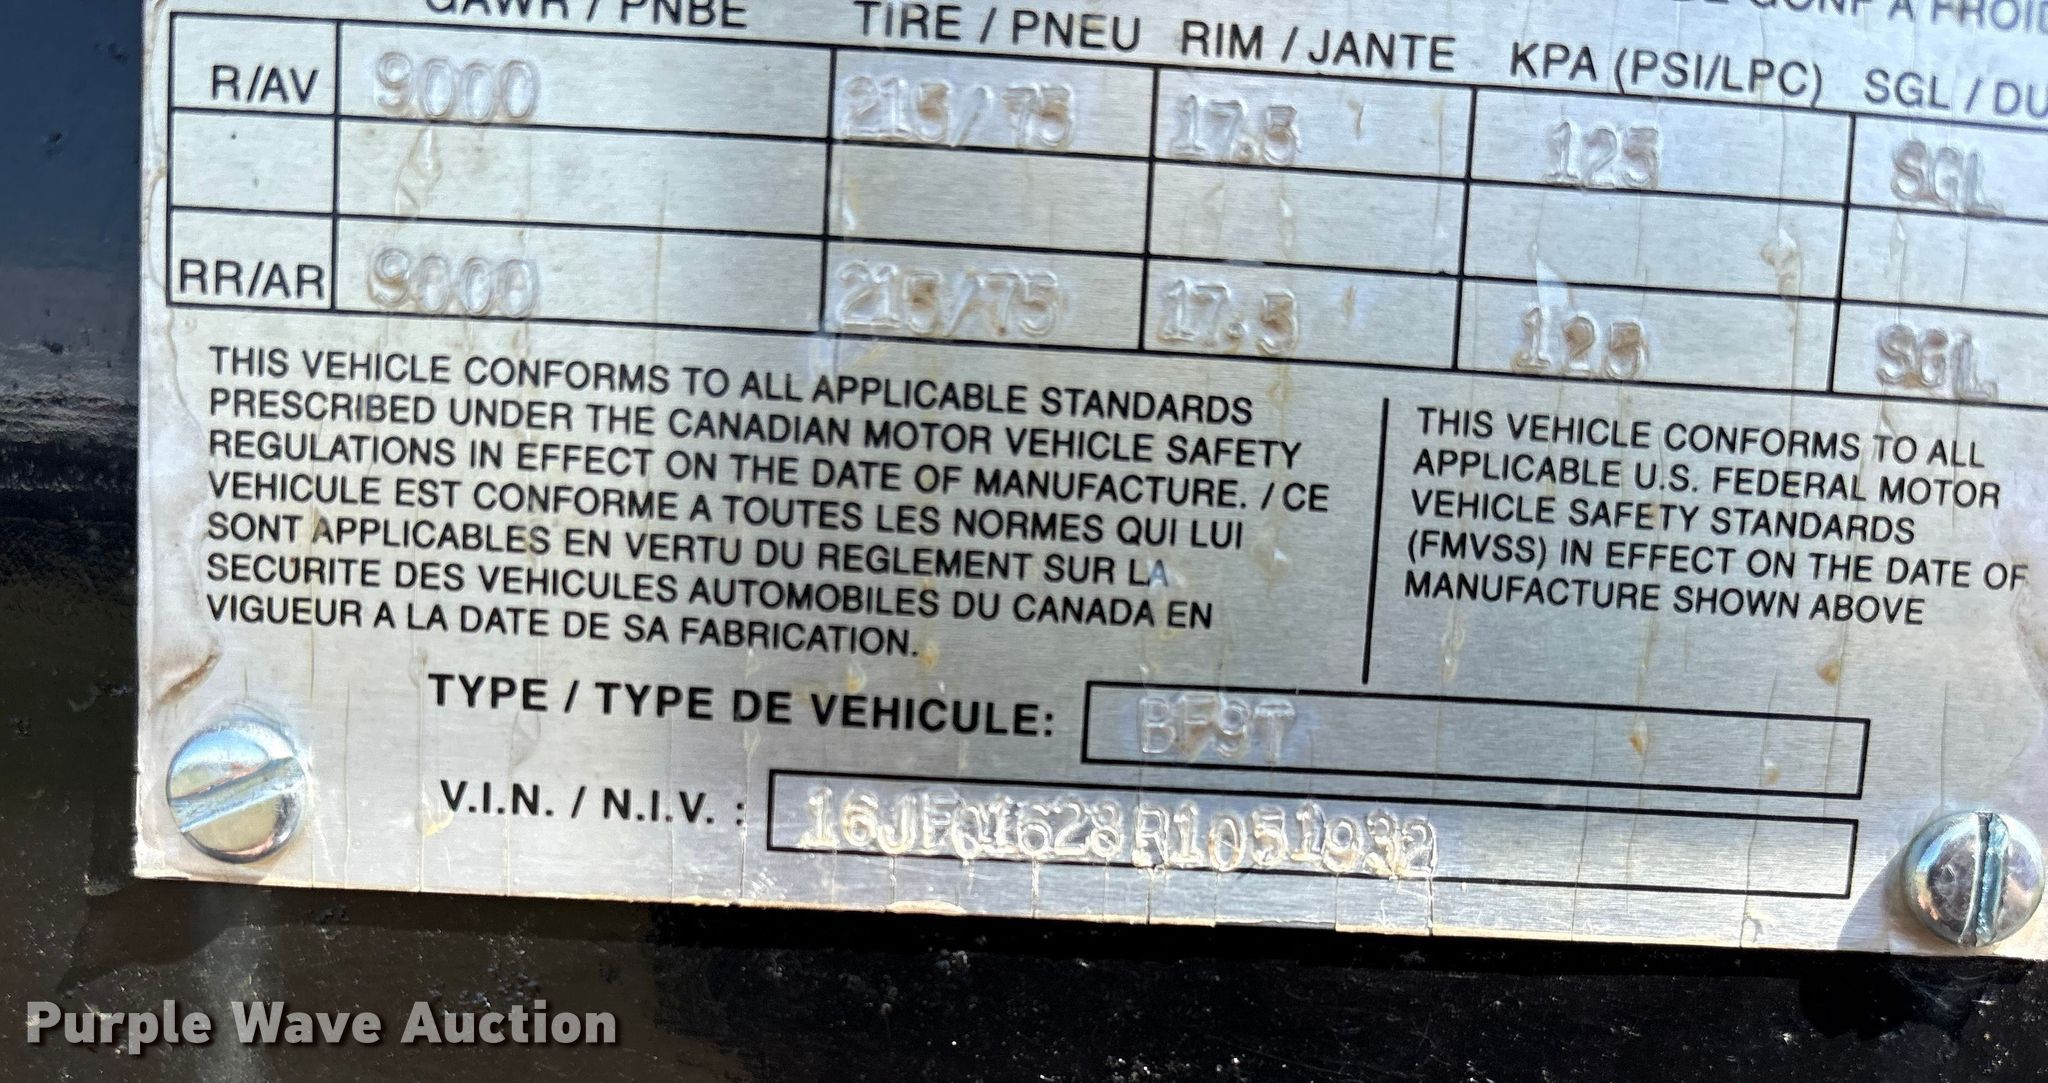 GAWR / PNBE TIRE / PNEU RIM / JANTE KPA (PSI/LPC) SGL / DU
R/AV 9000 215/75 17.5 125 SGL
RR/AR 9000 215/75 17.5 125 SGL
THIS VEHICLE CONFORMS TO ALL APPLICABLE STANDARDS
PRESCRIBED UNDER THE CANADIAN MOTOR VEHICLE SAFETY
REGULATIONS IN EFFECT ON THE DATE OF MANUFACTURE. / CE
VEHICULE EST CONFORME A TOUTES LES NORMES QUI LUI
SONT APPLICABLES EN VERTU DU REGLEMENT SUR LA
SECURITE DES VEHICULES AUTOMOBILES DU CANADA EN
VIGUEUR A LA DATE DE SA FABRICATION.
THIS VEHICLE CONFORMS TO ALL
APPLICABLE U.S. FEDERAL MOTOR
VEHICLE SAFETY STANDARDS
(FMVSS) IN EFFECT ON THE DATE OF
MANUFACTURE SHOWN ABOVE
TYPE / TYPE DE VEHICULE: BF9T
V.I.N. / N.I.V. : 16JF01628R1051932
Purple Wave Auction